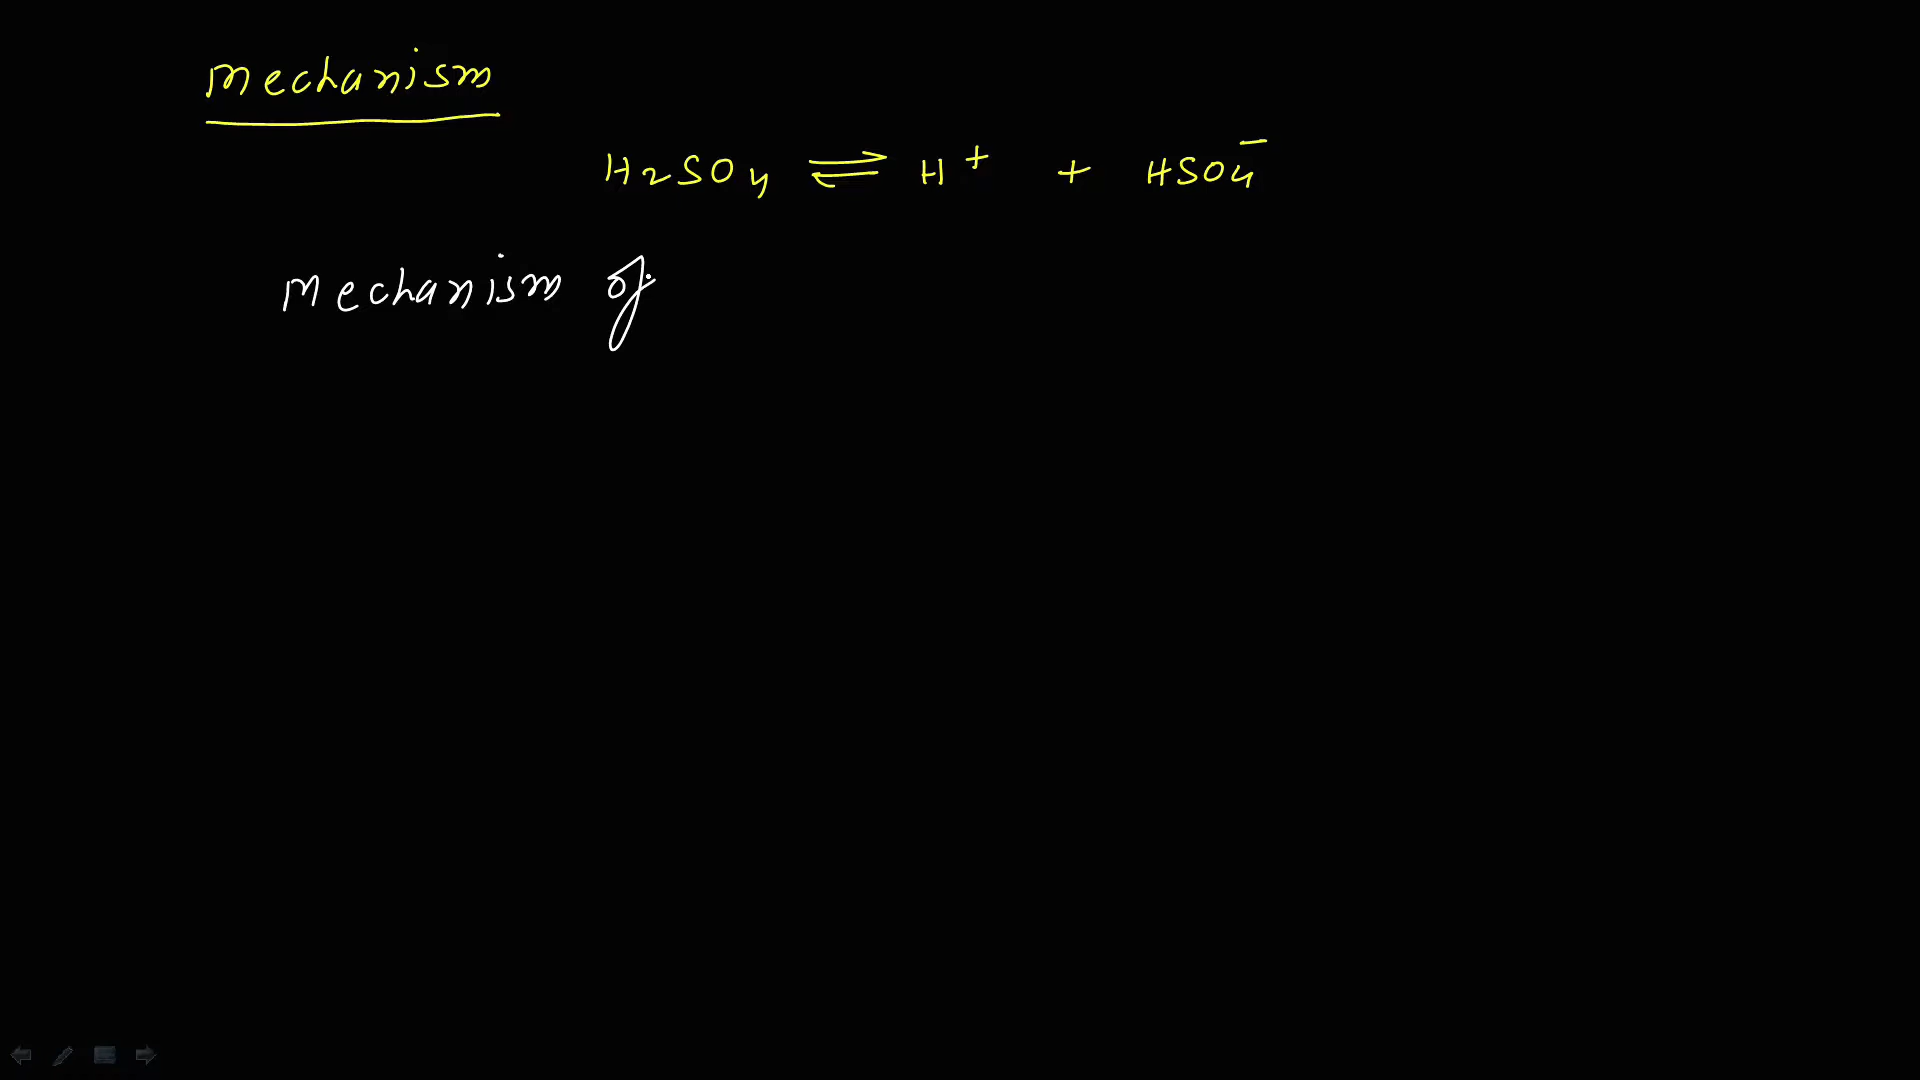 Mechanism
H2SO4 ⇌ H+ + HSO4−
Mechanism of